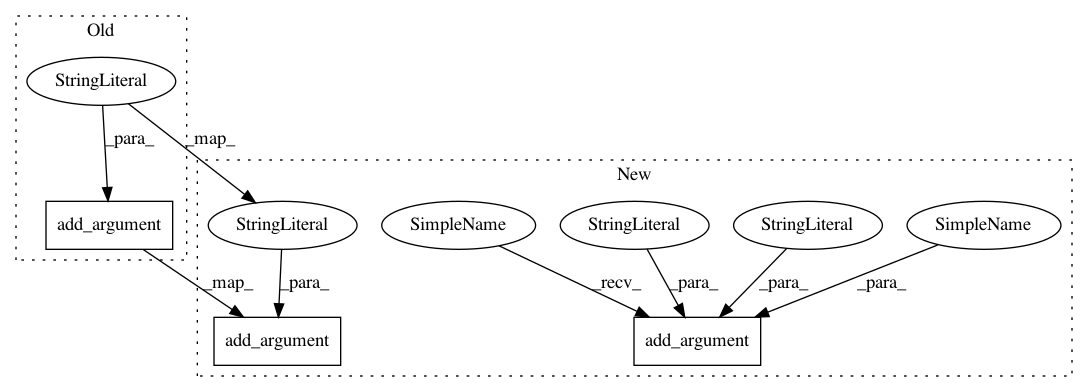 Old
StringLiteral
_para_
_map_
New
add_argument
StringLiteral
SimpleName
StringLiteral
StringLiteral
SimpleName
_map_
_para_
_recv_
_para_
_para_
_para_
add_argument
add_argument